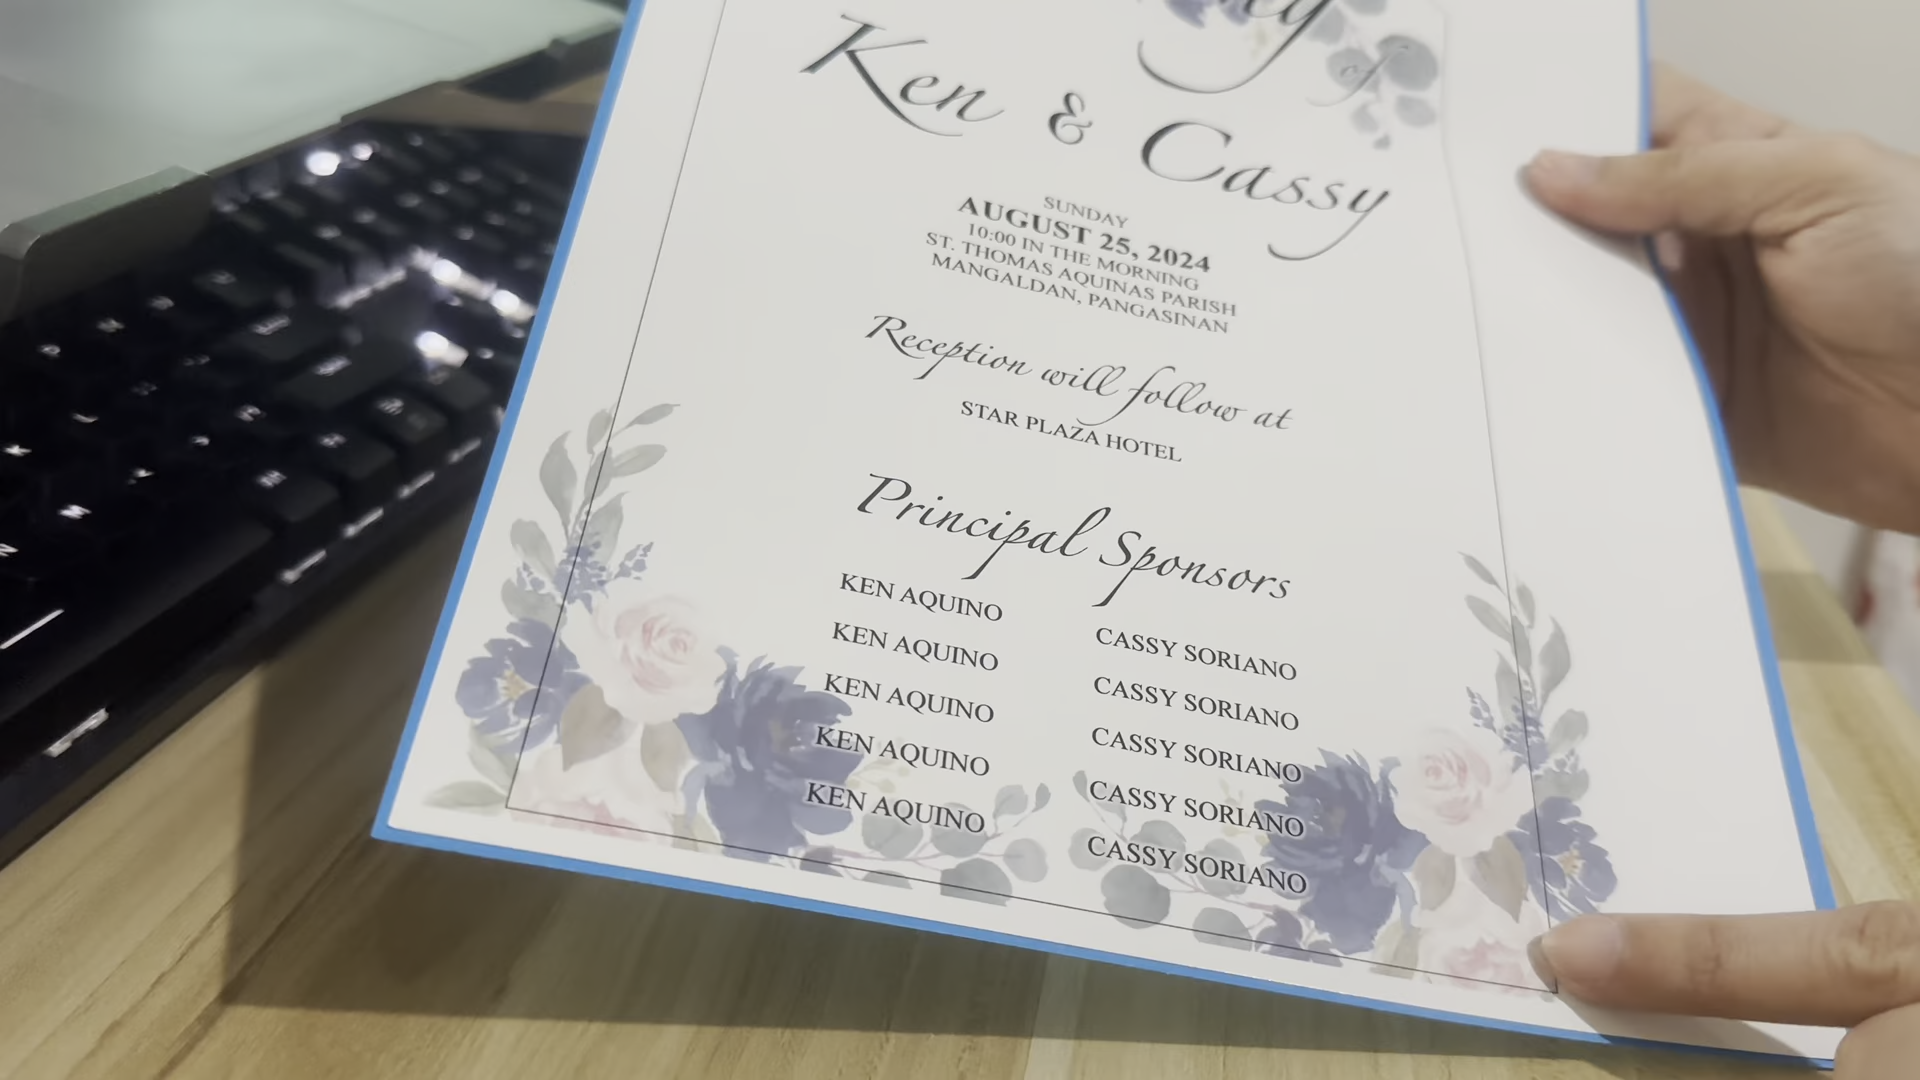 of
Ken & Cassy
SUNDAY
AUGUST 25, 2024
10:00 IN THE MORNING
ST. THOMAS AQUINAS PARISH
MANGALDAN, PANGASINAN
Reception will follow at
STAR PLAZA HOTEL
Principal Sponsors
KEN AQUINO CASSY SORIANO
KEN AQUINO CASSY SORIANO
KEN AQUINO CASSY SORIANO
KEN AQUINO CASSY SORIANO
KEN AQUINO CASSY SORIANO